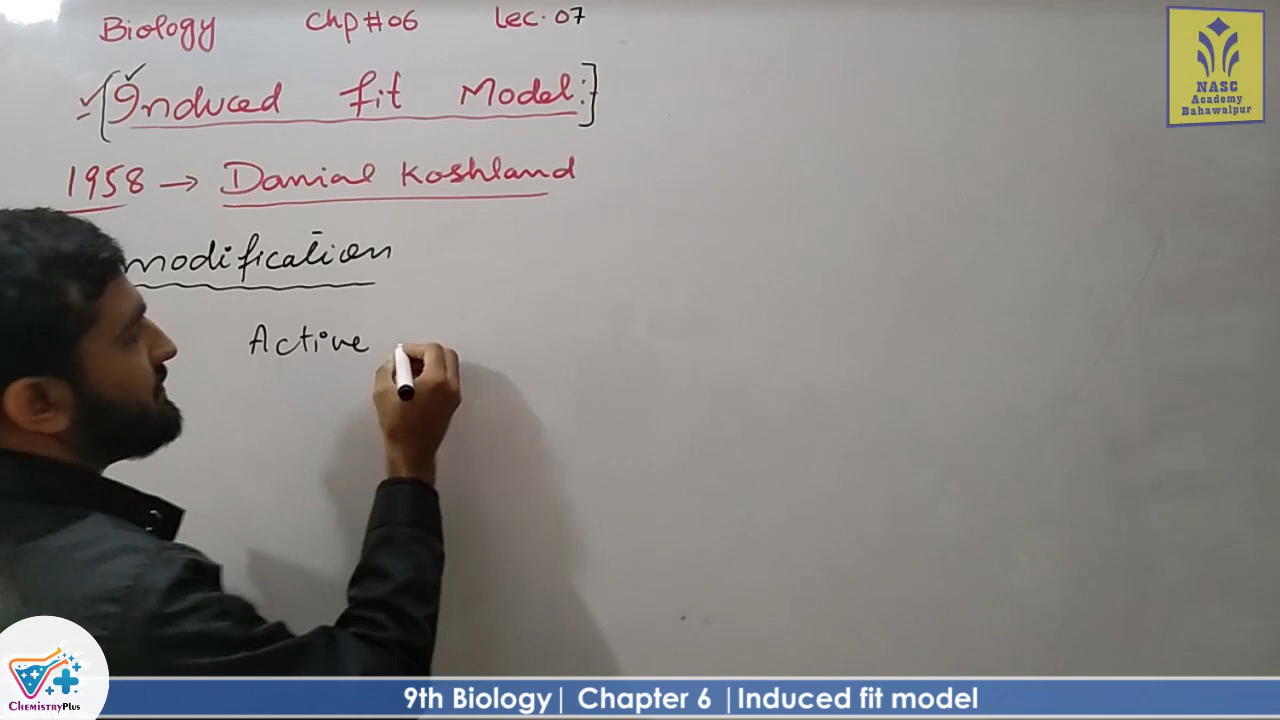 Biology Chp#06 Lec. 07
Induced fit Model:-
1958 → Danial Koshland
modification
Active
NASC
Academy
Bahawalpur
CHEMISTRYPLUS
9th Biology| Chapter 6 |Induced fit model